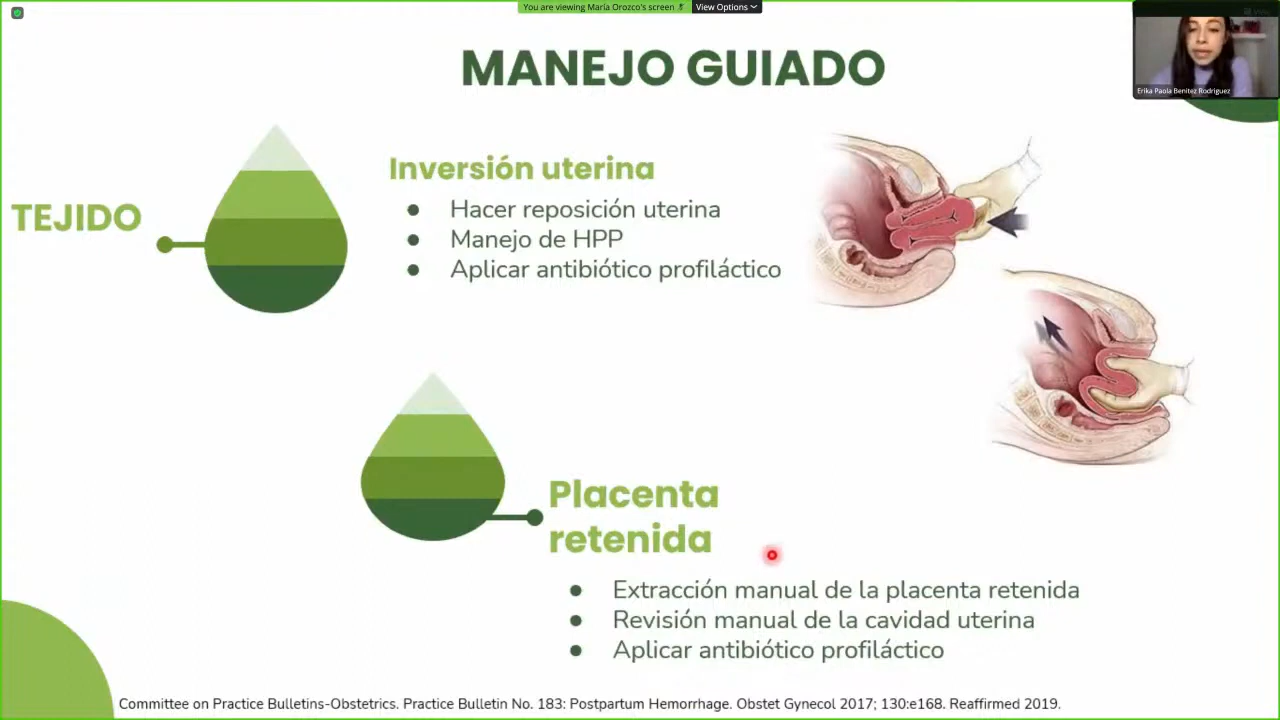 You are viewing María Orozco's screen
View Options
MANEJO GUIADO
Erika Paola Benitez Rodriguez
TEJIDO
Inversión uterina
● Hacer reposición uterina
● Manejo de HPP
● Aplicar antibiótico profiláctico
Placenta
retenida
● Extracción manual de la placenta retenida
● Revisión manual de la cavidad uterina
● Aplicar antibiótico profiláctico
Committee on Practice Bulletins-Obstetrics. Practice Bulletin No. 183: Postpartum Hemorrhage. Obstet Gynecol 2017; 130:e168. Reaffirmed 2019.